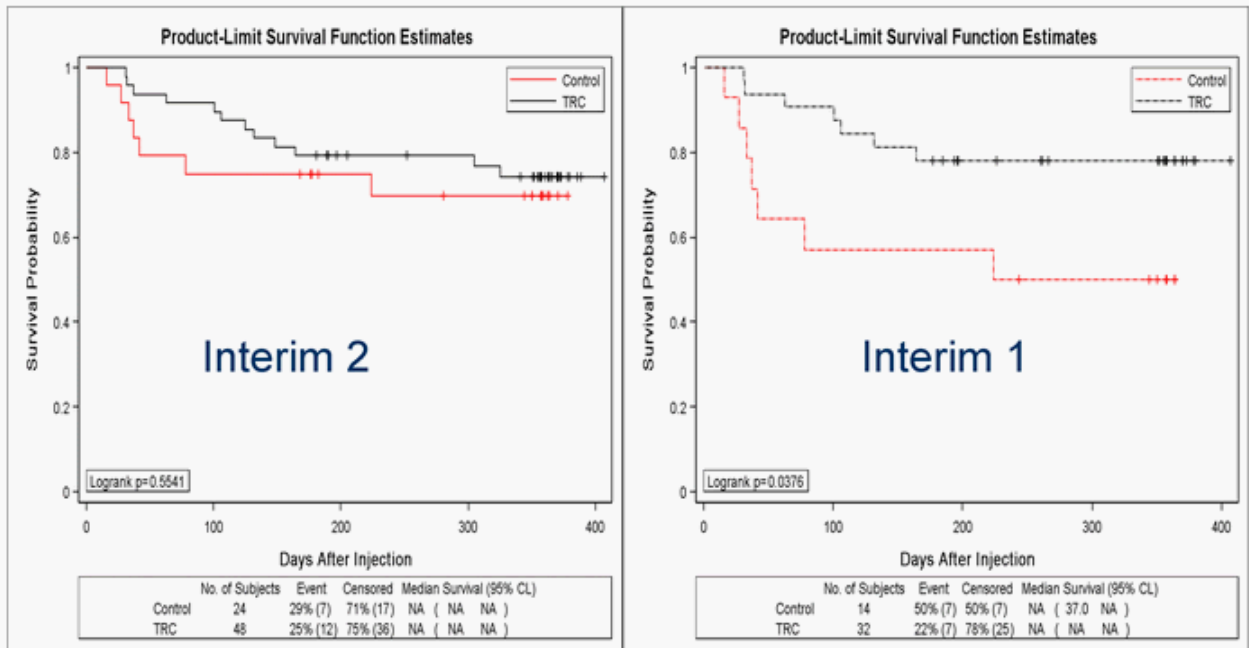 Product-Limit Survival Function Estimates
Control
TRC
1
0.8
0.6
0.4
0.2
0
Survival Probability
Interim 2
Logrank p=0.5541
0 100 200 300 400
Days After Injection
No. of Subjects Event Censored Median Survival (95% CL)
Control 24 29% (7) 71% (17) NA ( NA NA )
TRC 48 25% (12) 75% (36) NA ( NA NA )
Product-Limit Survival Function Estimates
Control
TRC
1
0.8
0.6
0.4
0.2
0
Survival Probability
Interim 1
Logrank p=0.0376
0 100 200 300 400
Days After Injection
No. of Subjects Event Censored Median Survival (95% CL)
Control 14 50% (7) 50% (7) NA ( 37.0 NA )
TRC 32 22% (7) 78% (25) NA ( NA NA )